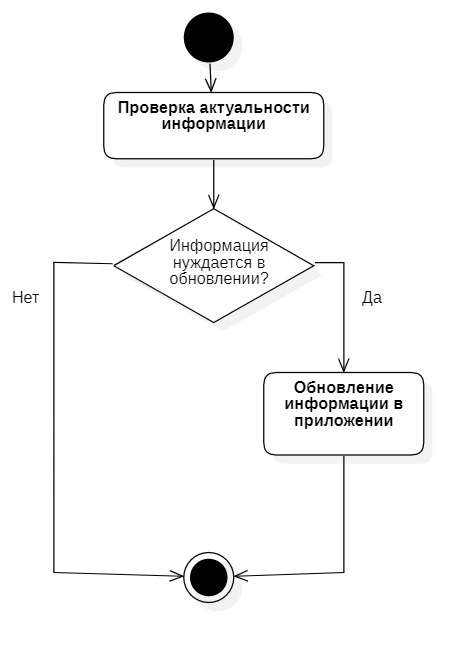 Проверка актуальности
информации
Информация
нуждается в
обновлении?
Нет
Да
Обновление
информации в
приложении